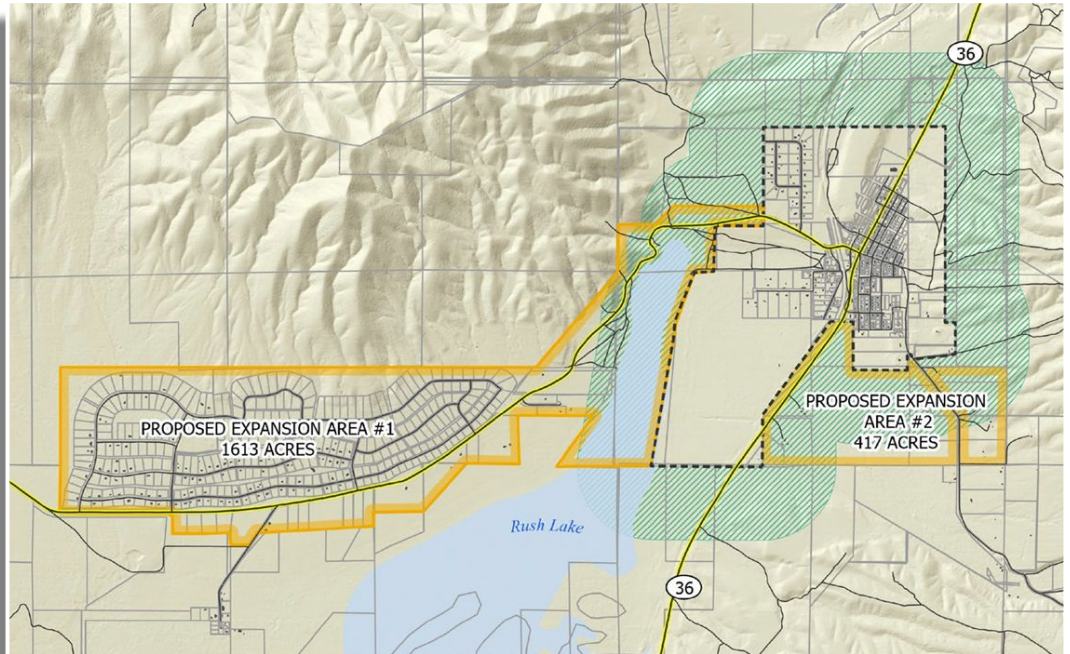 36
PROPOSED EXPANSION AREA #1
1613 ACRES
PROPOSED EXPANSION
AREA #2
417 ACRES
Rush Lake
36